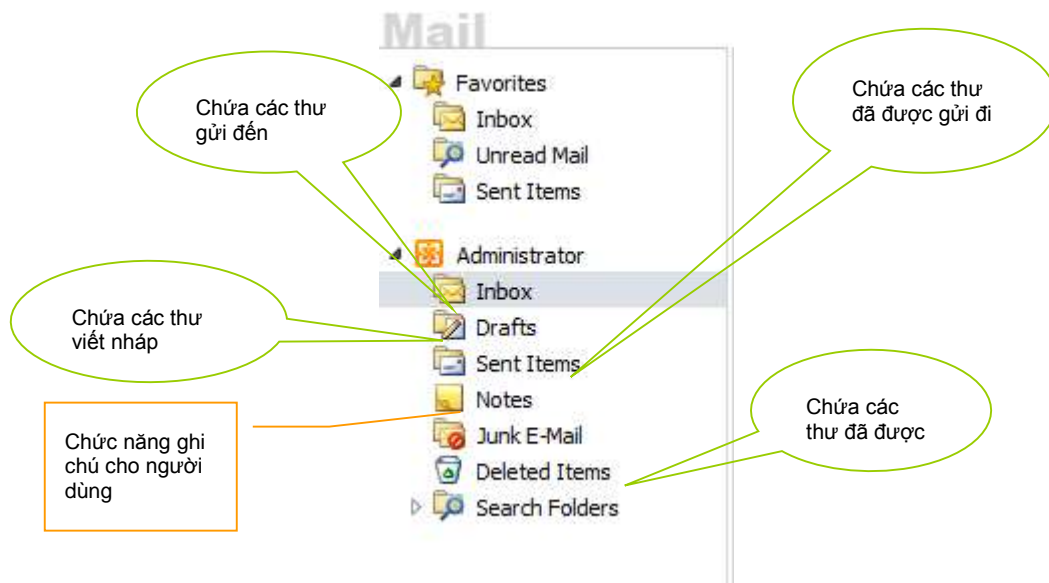 Mail
Favorites
Inbox
Unread Mail
Sent Items
Administrator
Inbox
Drafts
Sent Items
Notes
Junk E-Mail
Deleted Items
Search Folders
Chứa các thư
gửi đến
Chứa các thư
đã được gửi đi
Chứa các thư
viết nháp
Chức năng ghi
chú cho người
dùng
Chứa các
thư đã được